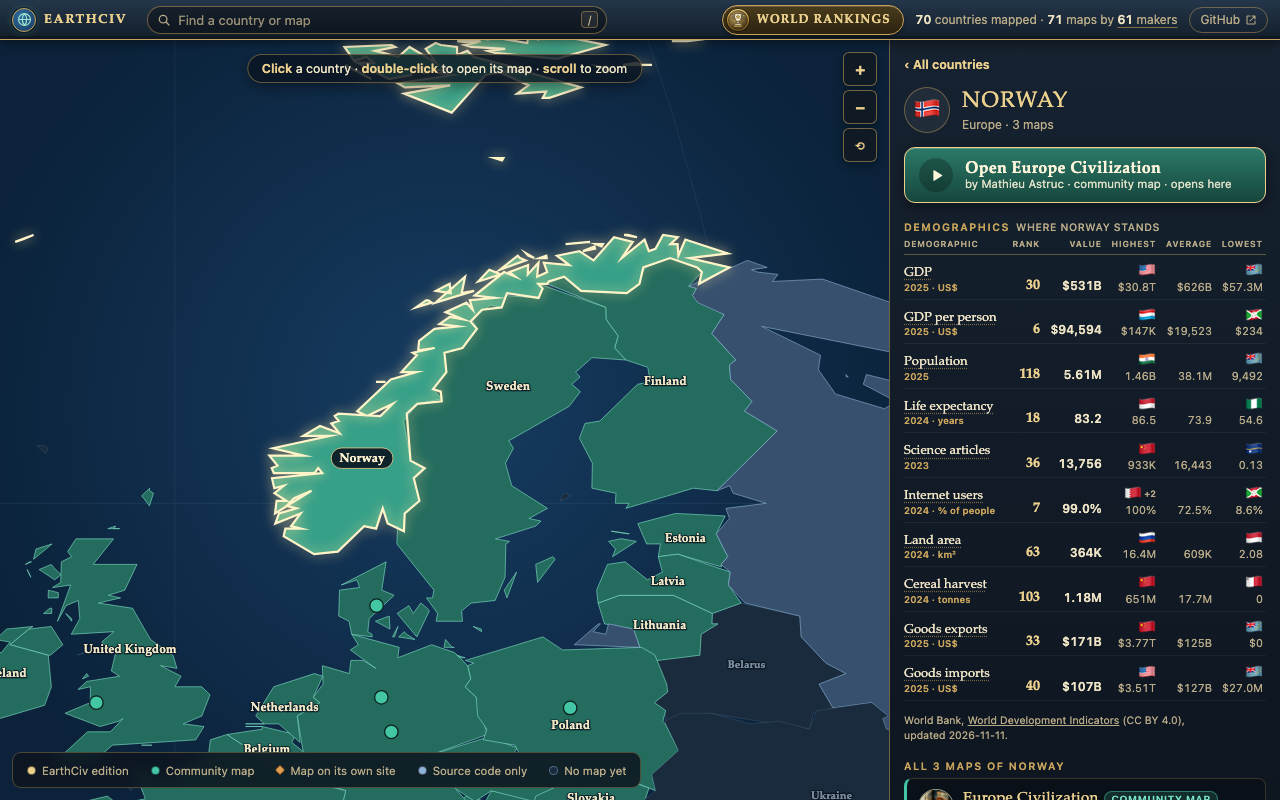 EARTHCIV
Find a country or map
/
WORLD RANKINGS
70 countries mapped · 71 maps by 61 makers
GitHub
Click a country · double-click to open its map · scroll to zoom
+
−
Norway
Sweden
Finland
Estonia
Latvia
Lithuania
United Kingdom
eland
Belarus
Netherlands
Poland
Belgium
Slovakia
Ukraine
EarthCiv edition
Community map
Map on its own site
Source code only
No map yet
‹ All countries
NORWAY
Europe · 3 maps
Open Europe Civilization
by Mathieu Astruc · community map · opens here
DEMOGRAPHICS WHERE NORWAY STANDS
DEMOGRAPHIC RANK VALUE HIGHEST AVERAGE LOWEST
GDP
2025 · US$ 30 $531B $30.8T $626B $57.3M
GDP per person
2025 · US$ 6 $94,594 $147K $19,523 $234
Population
2025 118 5.61M 1.46B 38.1M 9,492
Life expectancy
2024 · years 18 83.2 86.5 73.9 54.6
Science articles
2023 36 13,756 933K 16,443 0.13
Internet users +2
2024 · % of people 7 99.0% 100% 72.5% 8.6%
Land area
2024 · km² 63 364K 16.4M 609K 2.08
Cereal harvest
2024 · tonnes 103 1.18M 651M 17.7M 0
Goods exports
2025 · US$ 33 $171B $3.77T $125B $0
Goods imports
2025 · US$ 40 $107B $3.51T $127B $27.0M
World Bank, World Development Indicators (CC BY 4.0),
updated 2026-11-11.
ALL 3 MAPS OF NORWAY
Europe Civilization COMMUNITY MAP